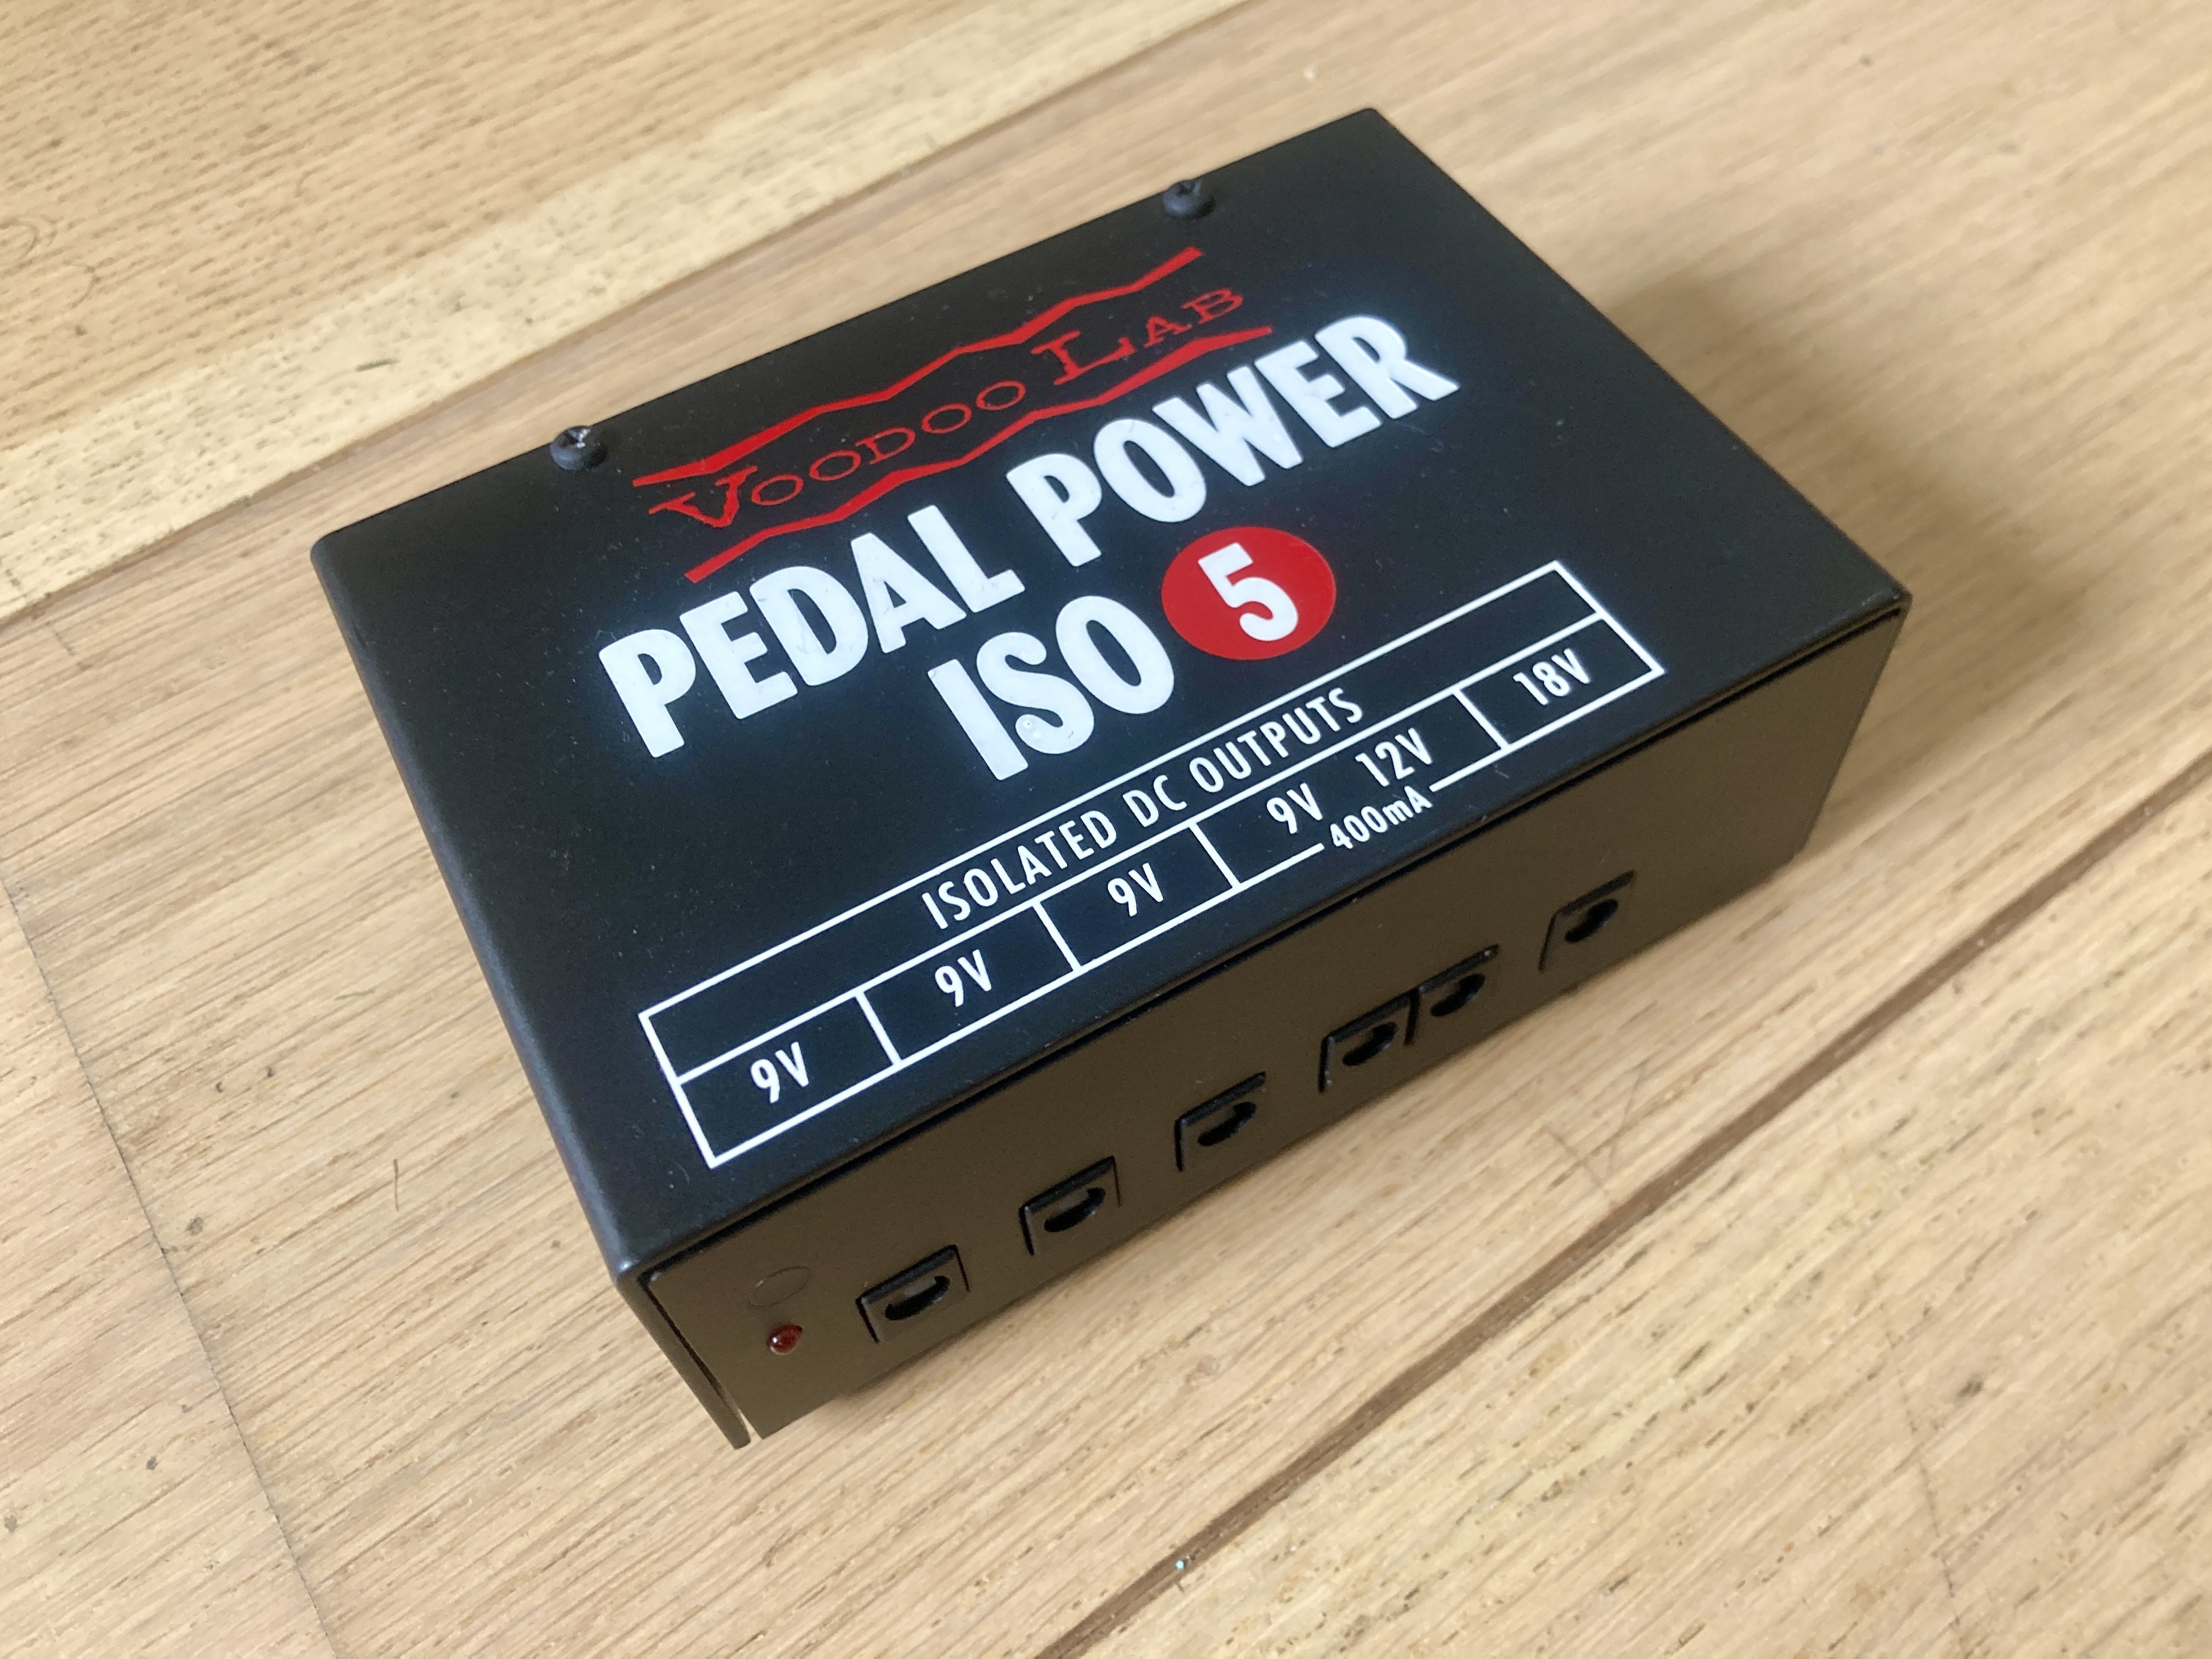 VOODOO LAB
PEDAL POWER
ISO 5
ISOLATED DC OUTPUTS
9V 9V 9V 9V 12V 18V
400mA